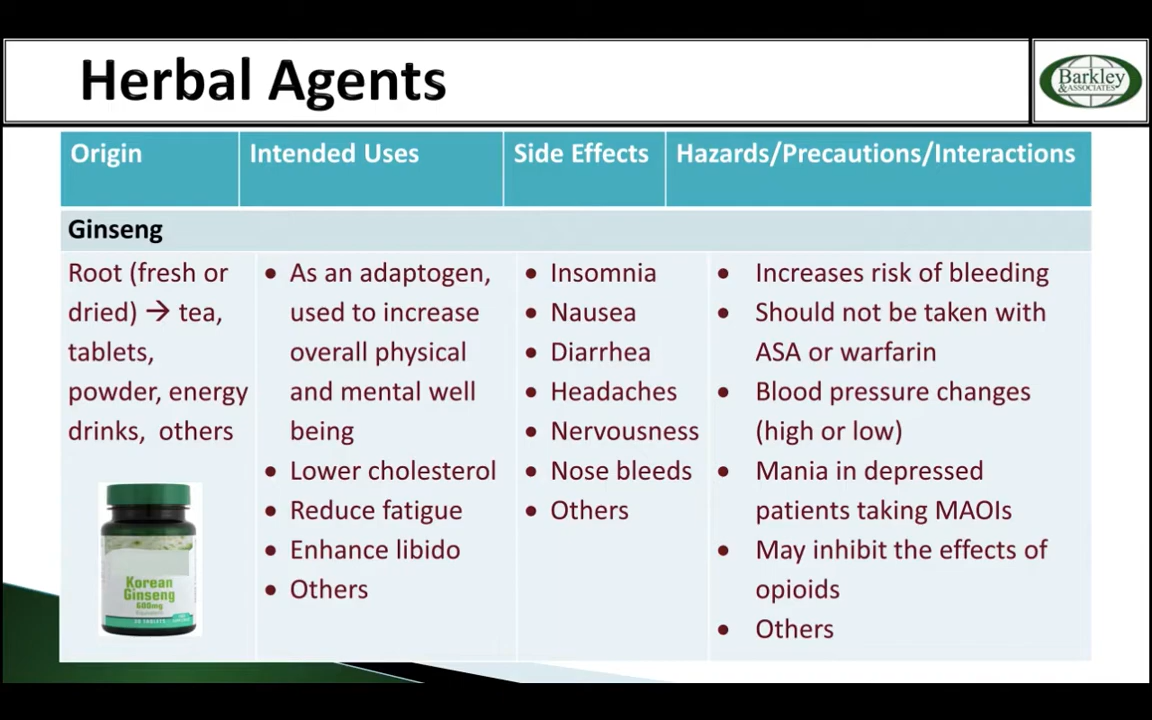 Herbal Agents
Barkley
& ASSOCIATES
Origin
Intended Uses
Side Effects
Hazards/Precautions/Interactions
Ginseng
Root (fresh or
dried) → tea,
tablets,
powder, energy
drinks, others
• As an adaptogen,
used to increase
overall physical
and mental well
being
• Lower cholesterol
• Reduce fatigue
• Enhance libido
• Others
• Insomnia
• Nausea
• Diarrhea
• Headaches
• Nervousness
• Nose bleeds
• Others
• Increases risk of bleeding
• Should not be taken with
ASA or warfarin
• Blood pressure changes
(high or low)
• Mania in depressed
patients taking MAOIs
• May inhibit the effects of
opioids
• Others
Korean
Ginseng
600mg
TABLETS